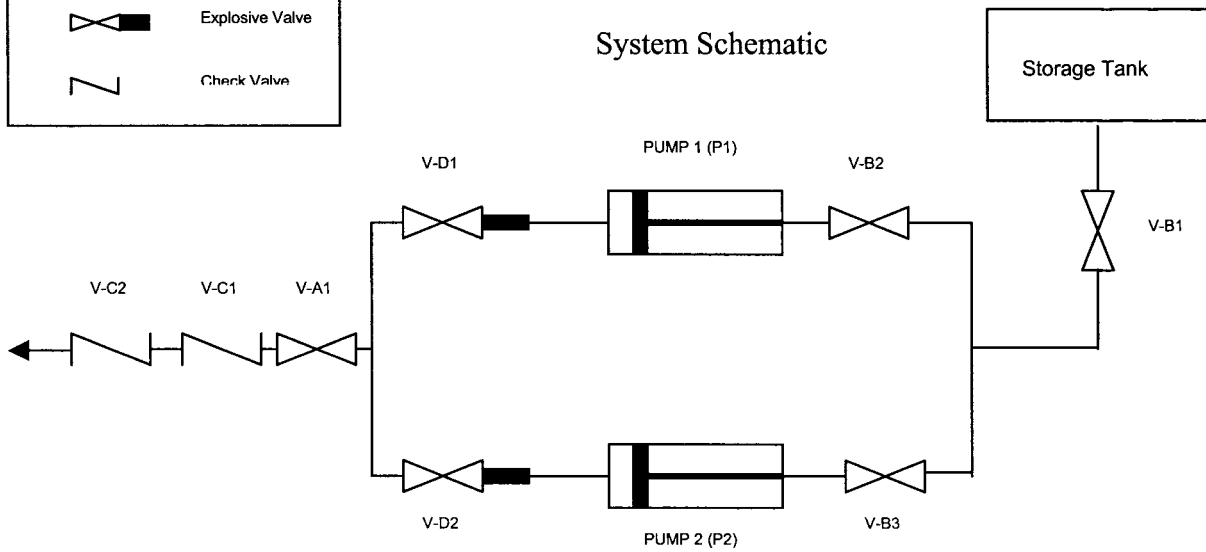 Explosive Valve
Check Valve
System Schematic
Storage Tank
PUMP 1 (P1)
V-D1
V-B2
V-B1
V-C2
V-C1
V-A1
V-D2
V-B3
PUMP 2 (P2)